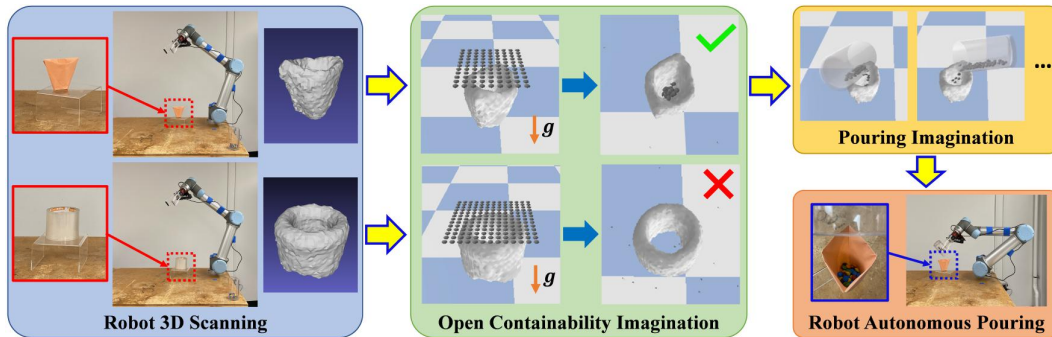 g
g
...
Pouring Imagination
Robot 3D Scanning
Open Containability Imagination
Robot Autonomous Pouring